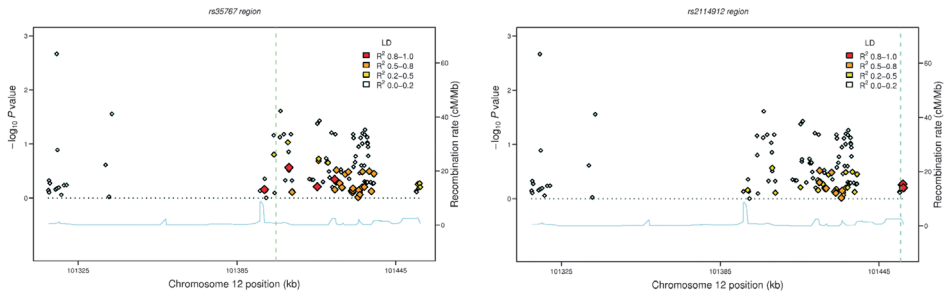 rs35767 region
3
2
1
0
−log10 P value
LD
R2 0.8–1.0
R2 0.5–0.8
R2 0.2–0.5
R2 0.0–0.2
60
40
20
0
Recombination rate (cM/Mb)
101325
101385
101445
Chromosome 12 position (kb)
rs2114912 region
3
2
1
0
−log10 P value
LD
R2 0.8–1.0
R2 0.5–0.8
R2 0.2–0.5
R2 0.0–0.2
60
40
20
0
Recombination rate (cM/Mb)
101325
101385
101445
Chromosome 12 position (kb)